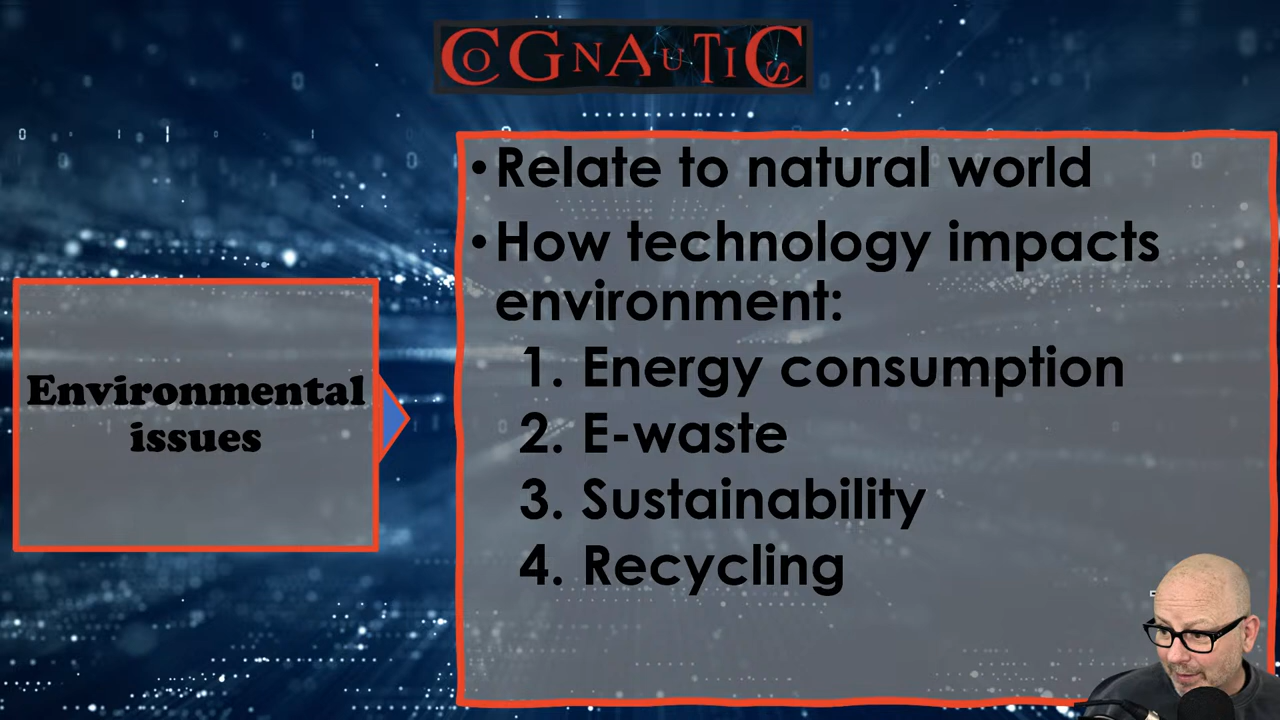 COGNAUTICS
Environmental
issues
• Relate to natural world
• How technology impacts
environment:
1. Energy consumption
2. E-waste
3. Sustainability
4. Recycling